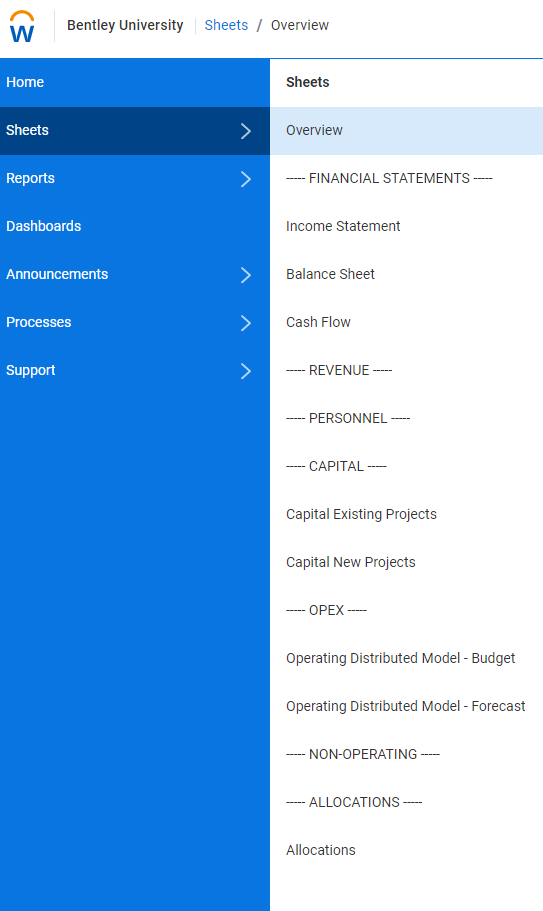 W
Bentley University Sheets / Overview
Home
Sheets
Reports
Dashboards
Announcements
Processes
Support
Sheets
Overview
----- FINANCIAL STATEMENTS -----
Income Statement
Balance Sheet
Cash Flow
----- REVENUE -----
----- PERSONNEL -----
----- CAPITAL -----
Capital Existing Projects
Capital New Projects
----- OPEX -----
Operating Distributed Model - Budget
Operating Distributed Model - Forecast
----- NON-OPERATING -----
----- ALLOCATIONS -----
Allocations